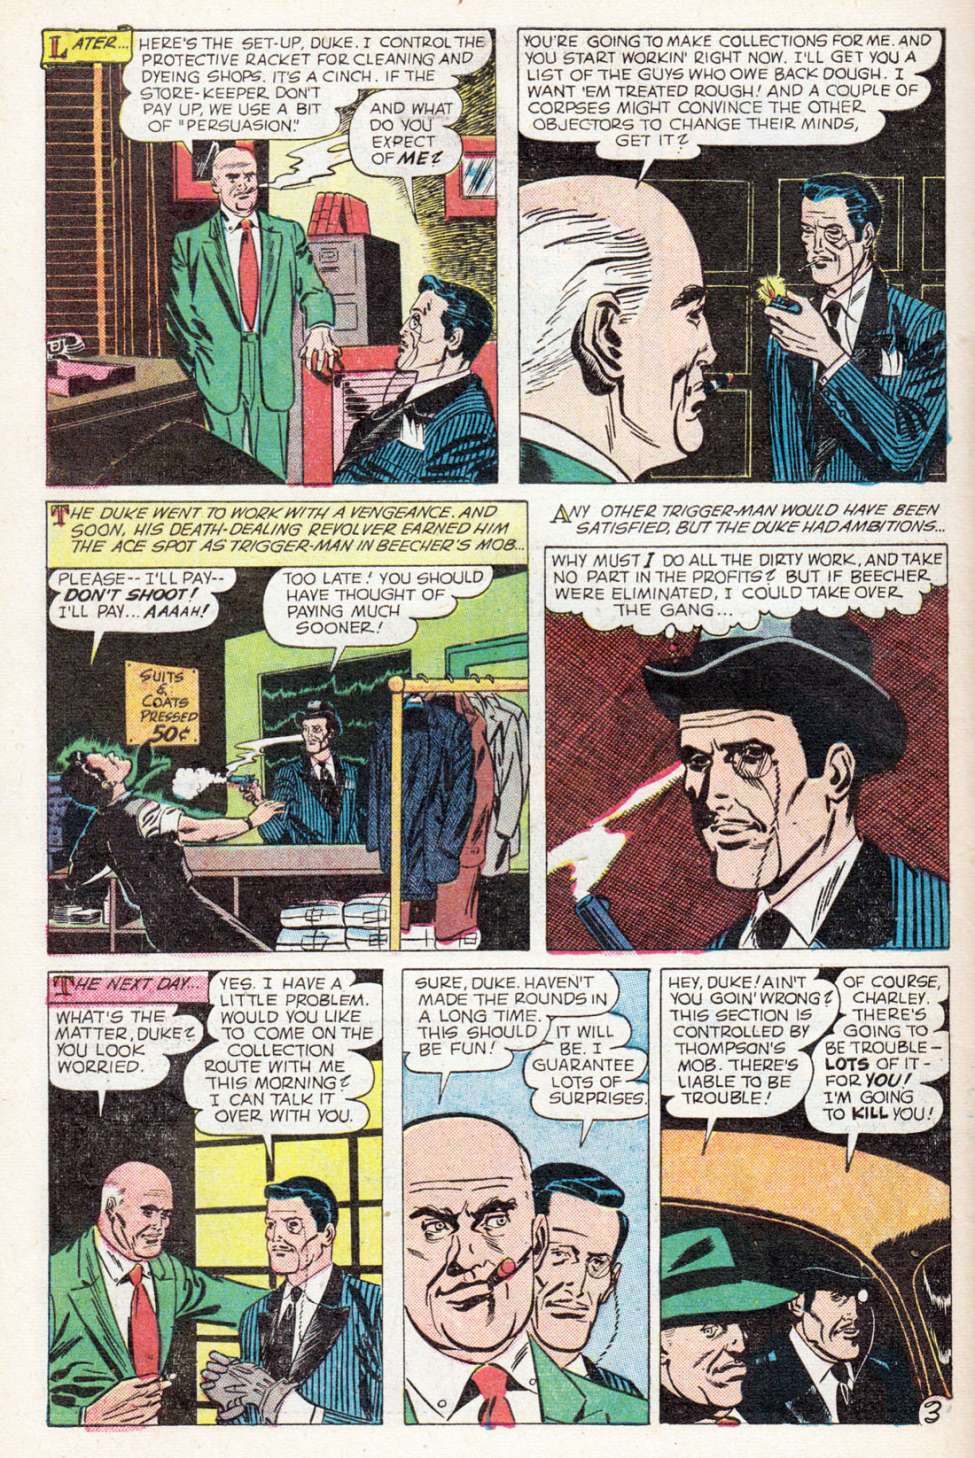 LATER...
HERE'S THE SET-UP, DUKE. I CONTROL THE
PROTECTIVE RACKET FOR CLEANING AND
DYEING SHOPS. IT'S A CINCH. IF THE
STORE-KEEPER DON'T
PAY UP, WE USE A BIT
OF "PERSUASION."
AND WHAT
DO YOU
EXPECT
OF ME?
YOU'RE GOING TO MAKE COLLECTIONS FOR ME. AND
YOU START WORKIN' RIGHT NOW. I'LL GET YOU A
LIST OF THE GUYS WHO OWE BACK DOUGH. I
WANT 'EM TREATED ROUGH! AND A COUPLE OF
CORPSES MIGHT CONVINCE THE OTHER
OBJECTORS TO CHANGE THEIR MINDS,
GET IT?
THE DUKE WENT TO WORK WITH A VENGEANCE. AND
SOON, HIS DEATH-DEALING REVOLVER EARNED HIM
THE ACE SPOT AS TRIGGER-MAN IN BEECHER'S MOB...
PLEASE-- I'LL PAY--
DON'T SHOOT!
I'LL PAY... AAAAH!
TOO LATE! YOU SHOULD
HAVE THOUGHT OF
PAYING MUCH
SOONER!
SUITS
&
COATS
PRESSED
50¢
ANY OTHER TRIGGER-MAN WOULD HAVE BEEN
SATISFIED, BUT THE DUKE HAD AMBITIONS...
WHY MUST I DO ALL THE DIRTY WORK, AND TAKE
NO PART IN THE PROFITS? BUT IF BEECHER
WERE ELIMINATED, I COULD TAKE OVER
THE GANG...
THE NEXT DAY...
WHAT'S THE
MATTER, DUKE?
YOU LOOK
WORRIED.
YES. I HAVE A
LITTLE PROBLEM.
WOULD YOU LIKE
TO COME ON THE
COLLECTION
ROUTE WITH ME
THIS MORNING?
I CAN TALK IT
OVER WITH YOU.
SURE, DUKE. HAVEN'T
MADE THE ROUNDS IN
A LONG TIME.
THIS SHOULD
BE FUN!
IT WILL
BE. I
GUARANTEE
LOTS OF
SURPRISES.
HEY, DUKE! AIN'T
YOU GOIN' WRONG?
THIS SECTION IS
CONTROLLED BY
THOMPSON'S
MOB. THERE'S
LIABLE TO BE
TROUBLE!
OF COURSE,
CHARLEY.
THERE'S
GOING TO
BE TROUBLE--
LOTS OF IT--
FOR YOU!
I'M GOING
TO KILL YOU!
3